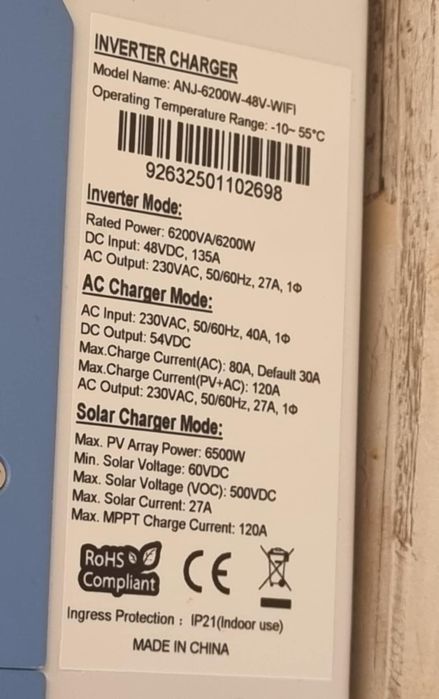 INVERTER CHARGER
Model Name: ANJ-6200W-48V-WIFI
Operating Temperature Range: -10~ 55°C
92632501102698
Inverter Mode:
Rated Power: 6200VA/6200W
DC Input: 48VDC, 135A
AC Output: 230VAC, 50/60Hz, 27A, 1Φ
AC Charger Mode:
AC Input: 230VAC, 50/60Hz, 40A, 1Φ
DC Output: 54VDC
Max.Charge Current(AC): 80A, Default 30A
Max.Charge Current(PV+AC): 120A
AC Output: 230VAC, 50/60Hz, 27A, 1Φ
Solar Charger Mode:
Max. PV Array Power: 6500W
Min. Solar Voltage: 60VDC
Max. Solar Voltage (VOC): 500VDC
Max. Solar Current: 27A
Max. MPPT Charge Current: 120A
RoHS
Compliant
CE
Ingress Protection : IP21(Indoor use)
MADE IN CHINA